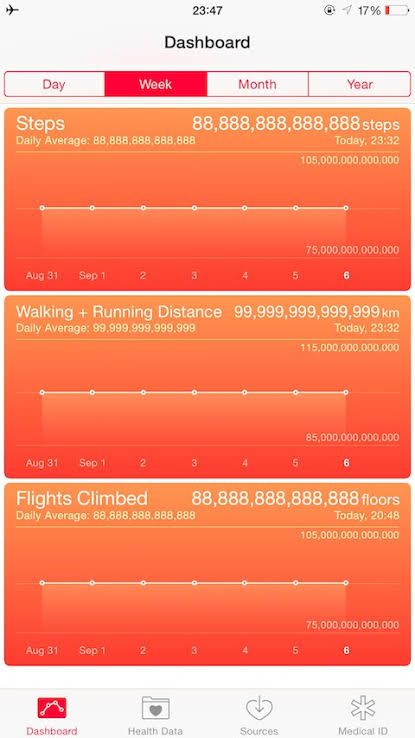 23:47 17%
Dashboard
Day Week Month Year
Steps 88,888,888,888,888 steps
Daily Average: 88,888,888,888,888 Today, 23:32
105,000,000,000,000
75,000,000,000,000
Aug 31 Sep 1 2 3 4 5 6
Walking + Running Distance 99,999,999,999,999 km
Daily Average: 99,999,999,999,999 Today, 23:32
115,000,000,000,000
85,000,000,000,000
Aug 31 Sep 1 2 3 4 5 6
Flights Climbed 88,888,888,888,888 floors
Daily Average: 88,888,888,888,888 Today, 20:48
105,000,000,000,000
75,000,000,000,000
Aug 31 Sep 1 2 3 4 5 6
Dashboard Health Data Sources Medical ID